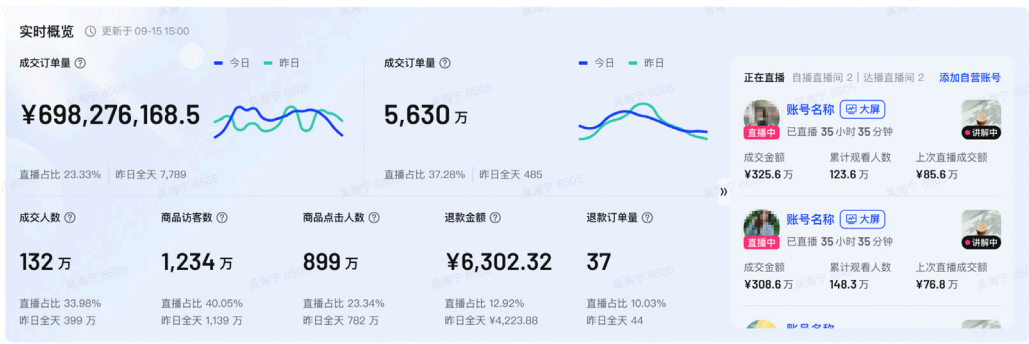 实时概览 更新于 09-15 15:00
成交订单量 今日 昨日
¥698,276,168.5
直播占比 23.33% 昨日全天 7,789
成交订单量 今日 昨日
5,630 万
直播占比 37.28% 昨日全天 485
成交人数
132 万
直播占比 33.98%
昨日全天 399 万
商品访客数
1,234 万
直播占比 40.05%
昨日全天 1,139 万
商品点击人数
899 万
直播占比 23.34%
昨日全天 782 万
退款金额
¥6,302.32
直播占比 12.92%
昨日全天 ¥4,223.88
退款订单量
37
直播占比 10.03%
昨日全天 44
正在直播 自播直播间 2 | 达播直播间 2 添加自营账号
账号名称 大屏
直播中 已直播 35 小时 35 分钟 讲解中
成交金额 累计观看人数 上次直播成交额
¥325.6 万 123.6 万 ¥85.6 万
账号名称 大屏
直播中 已直播 35 小时 35 分钟 讲解中
成交金额 累计观看人数 上次直播成交额
¥308.6 万 148.3 万 ¥76.8 万
账号名称
吴海宁 6505